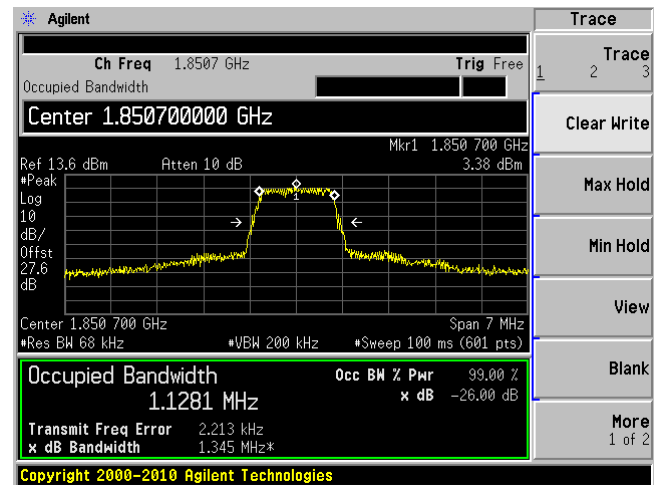 Agilent
Trace
Ch Freq 1.8507 GHz Trig Free
Occupied Bandwidth
Center 1.850700000 GHz
Mkr1 1.850 700 GHz
Ref 13.6 dBm Atten 10 dB 3.38 dBm
#Peak
Log
10
dB/
Offst
27.6
dB
1
Center 1.850 700 GHz Span 7 MHz
#Res BW 68 kHz #VBW 200 kHz #Sweep 100 ms (601 pts)
Occupied Bandwidth Occ BW % Pwr 99.00 %
1.1281 MHz x dB -26.00 dB
Transmit Freq Error 2.213 kHz
x dB Bandwidth 1.345 MHz*
Copyright 2000-2010 Agilent Technologies
Trace
1 2 3
Clear Write
Max Hold
Min Hold
View
Blank
More
1 of 2